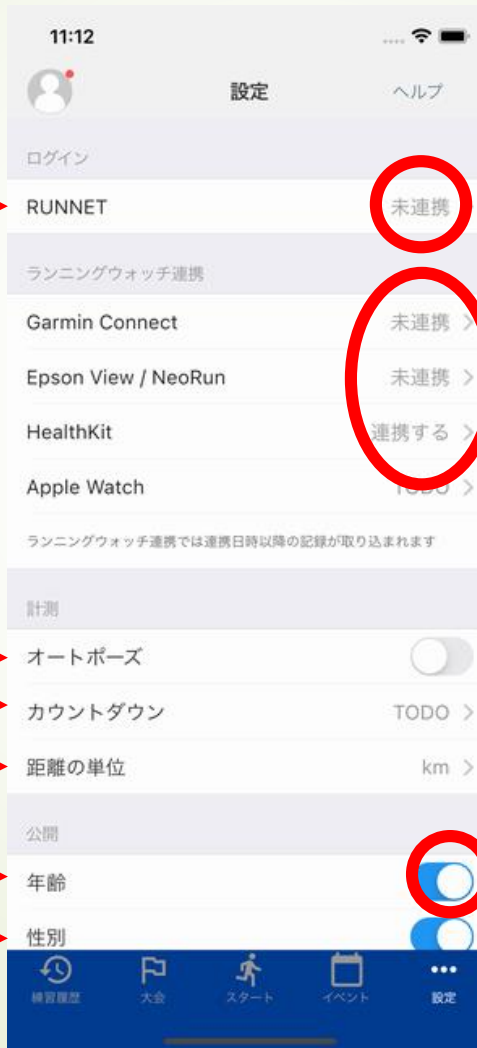 11:12
設定
ヘルプ
ログイン
RUNNET 未連携
ランニングウォッチ連携
Garmin Connect 未連携
Epson View / NeoRun 未連携
HealthKit 連携する
Apple Watch TODO
ランニングウォッチ連携では連携日時以降の記録が取り込まれます
計測
オートポーズ
カウントダウン TODO
距離の単位 km
公開
年齢
性別
練習履歴 大会 スタート イベント 設定